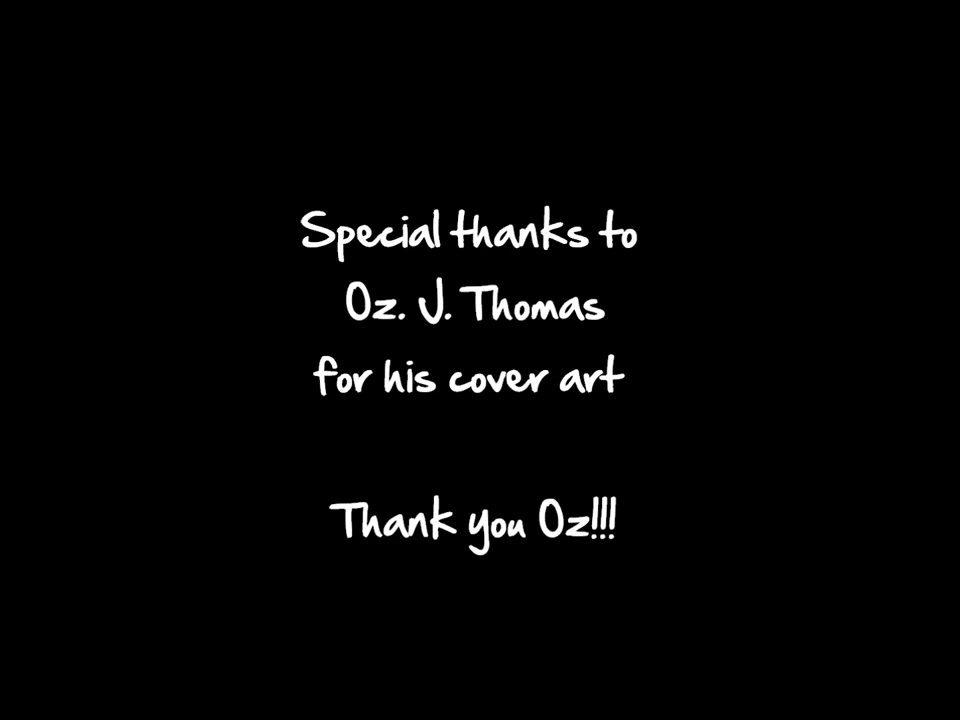 Special thanks to
Oz. J. Thomas
for his cover art
Thank you Oz!!!